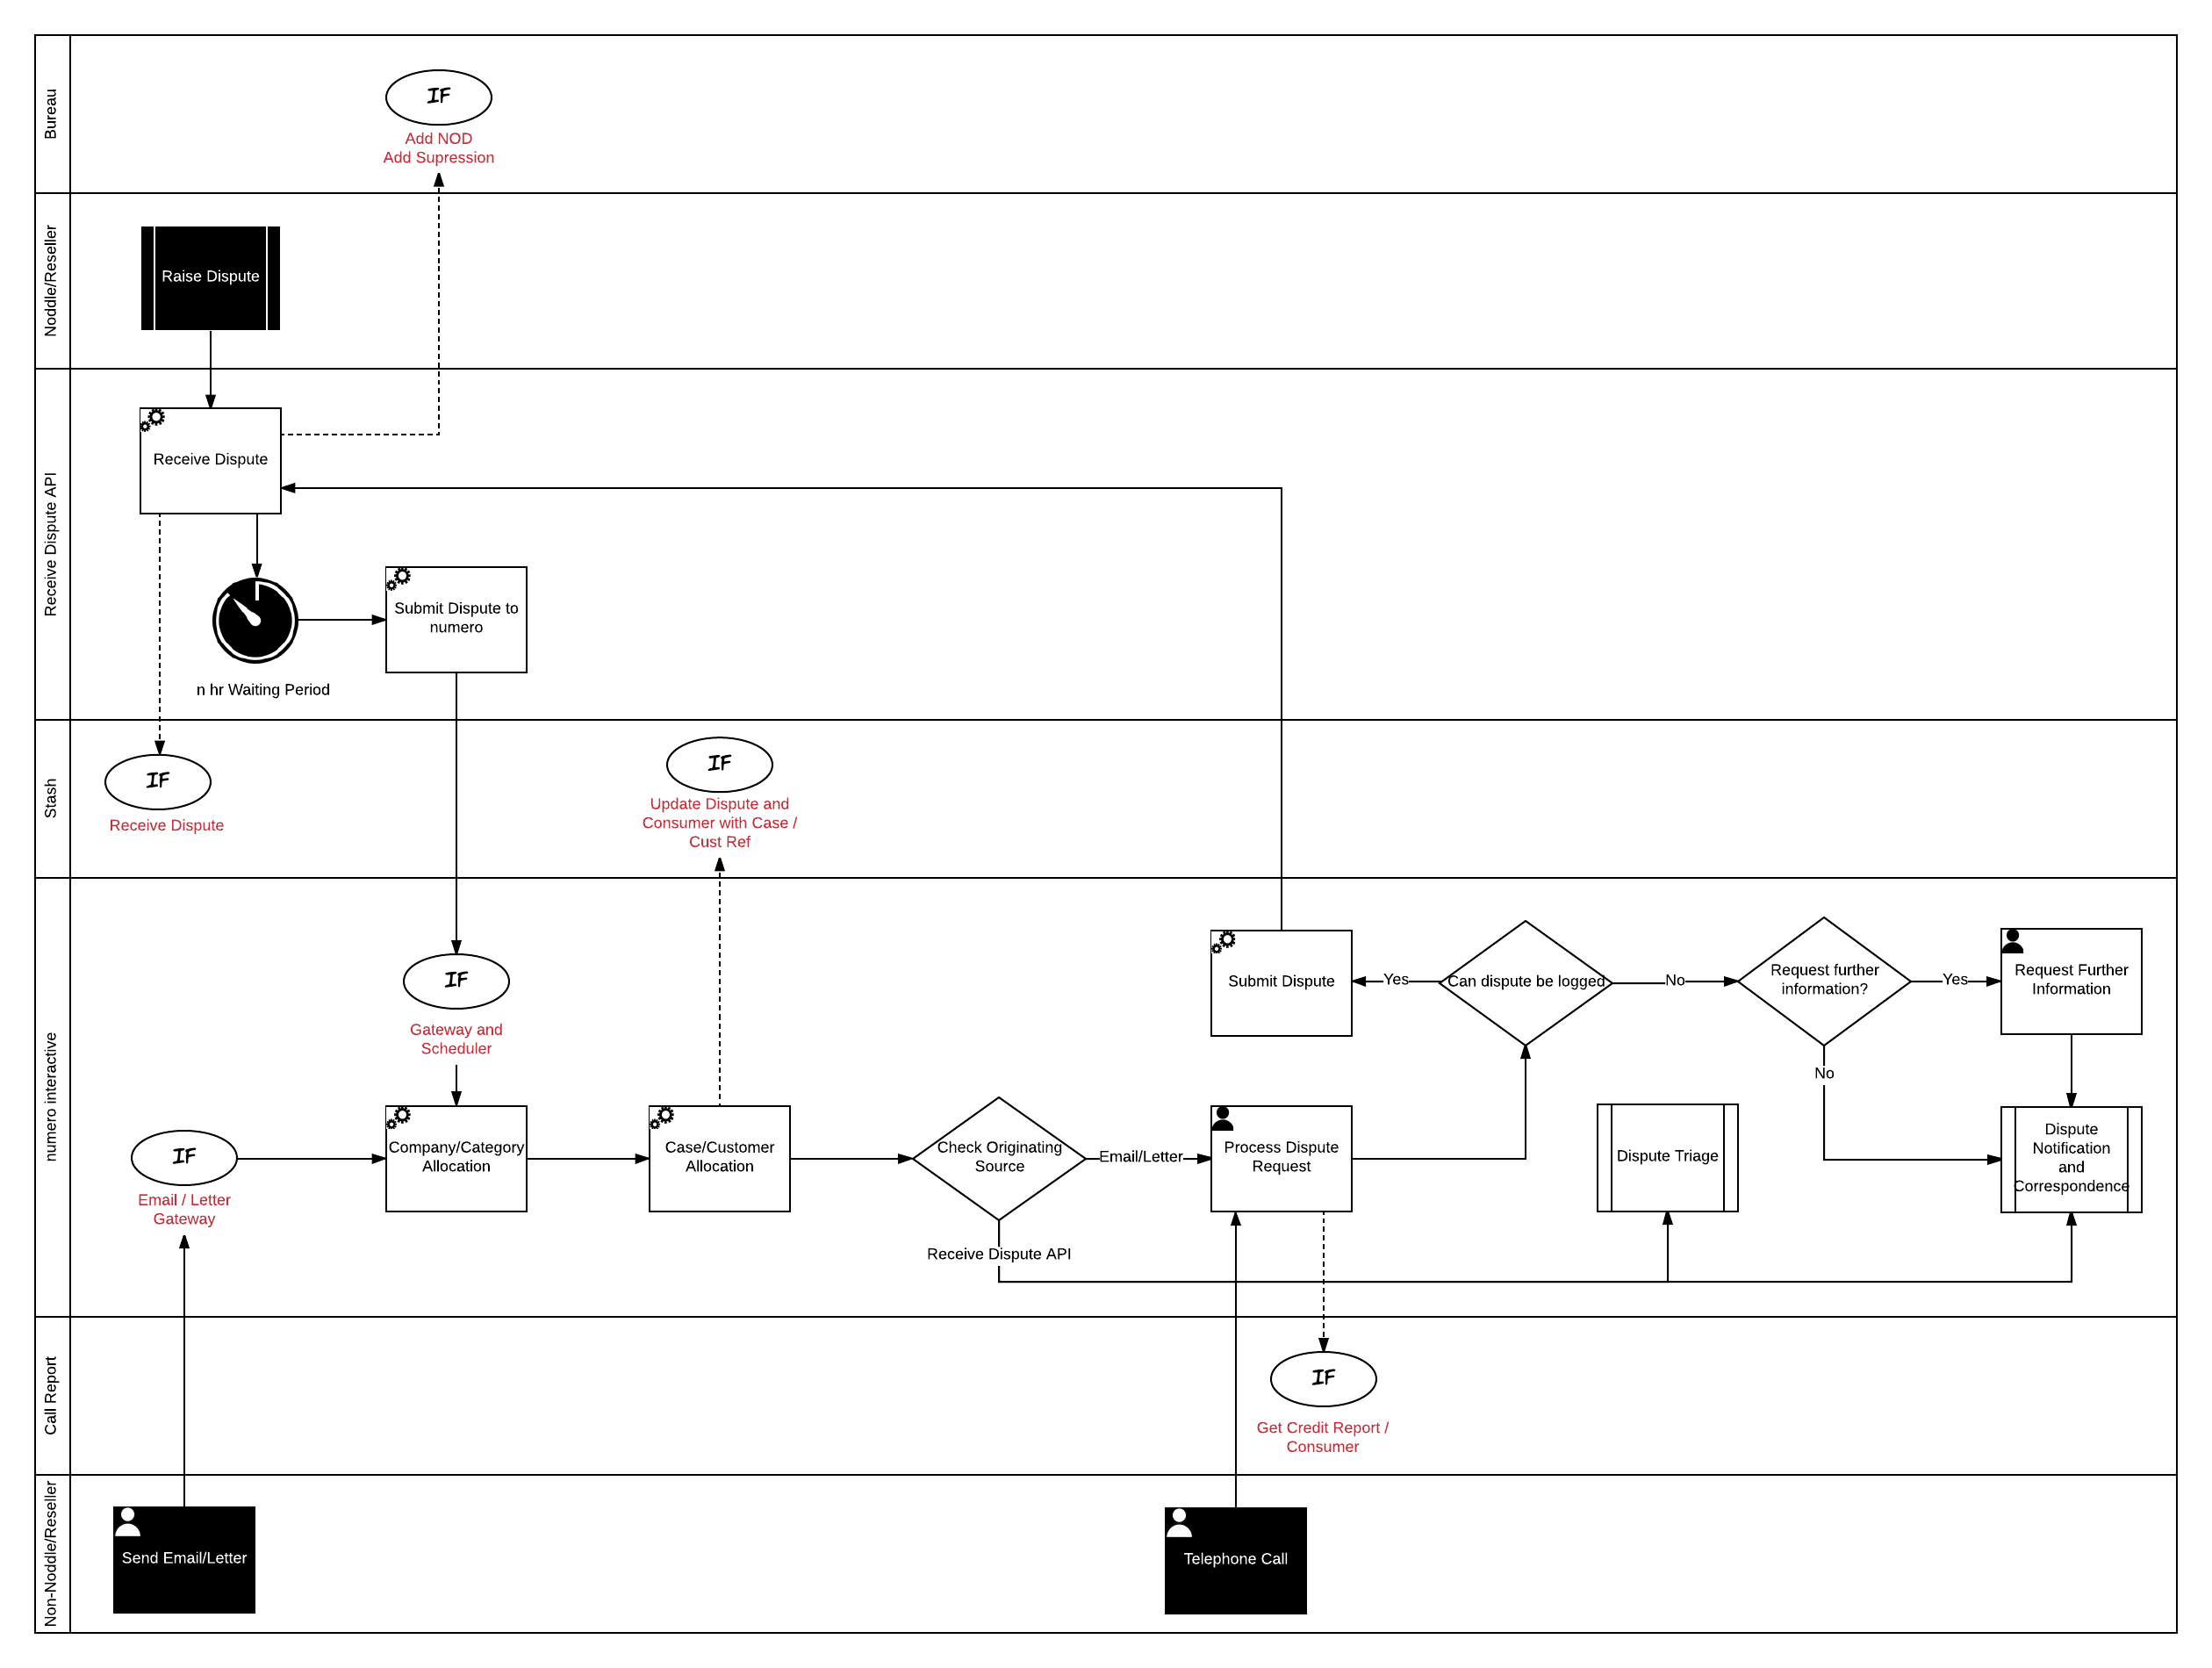 Bureau
IF
Add NOD
Add Supression
Noddle/Reseller
Raise Dispute
Receive Dispute API
Receive Dispute
Submit Dispute to
numero
n hr Waiting Period
Stash
IF
Receive Dispute
IF
Update Dispute and
Consumer with Case /
Cust Ref
numero interactive
IF
Gateway and
Scheduler
Submit Dispute
Yes
Can dispute be logged
No
Request further
information?
Yes
Request Further
Information
No
IF
Email / Letter
Gateway
Company/Category
Allocation
Case/Customer
Allocation
Check Originating
Source
Email/Letter
Process Dispute
Request
Dispute Triage
Dispute
Notification
and
Correspondence
Receive Dispute API
Call Report
IF
Get Credit Report /
Consumer
Non-Noddle/Reseller
Send Email/Letter
Telephone Call